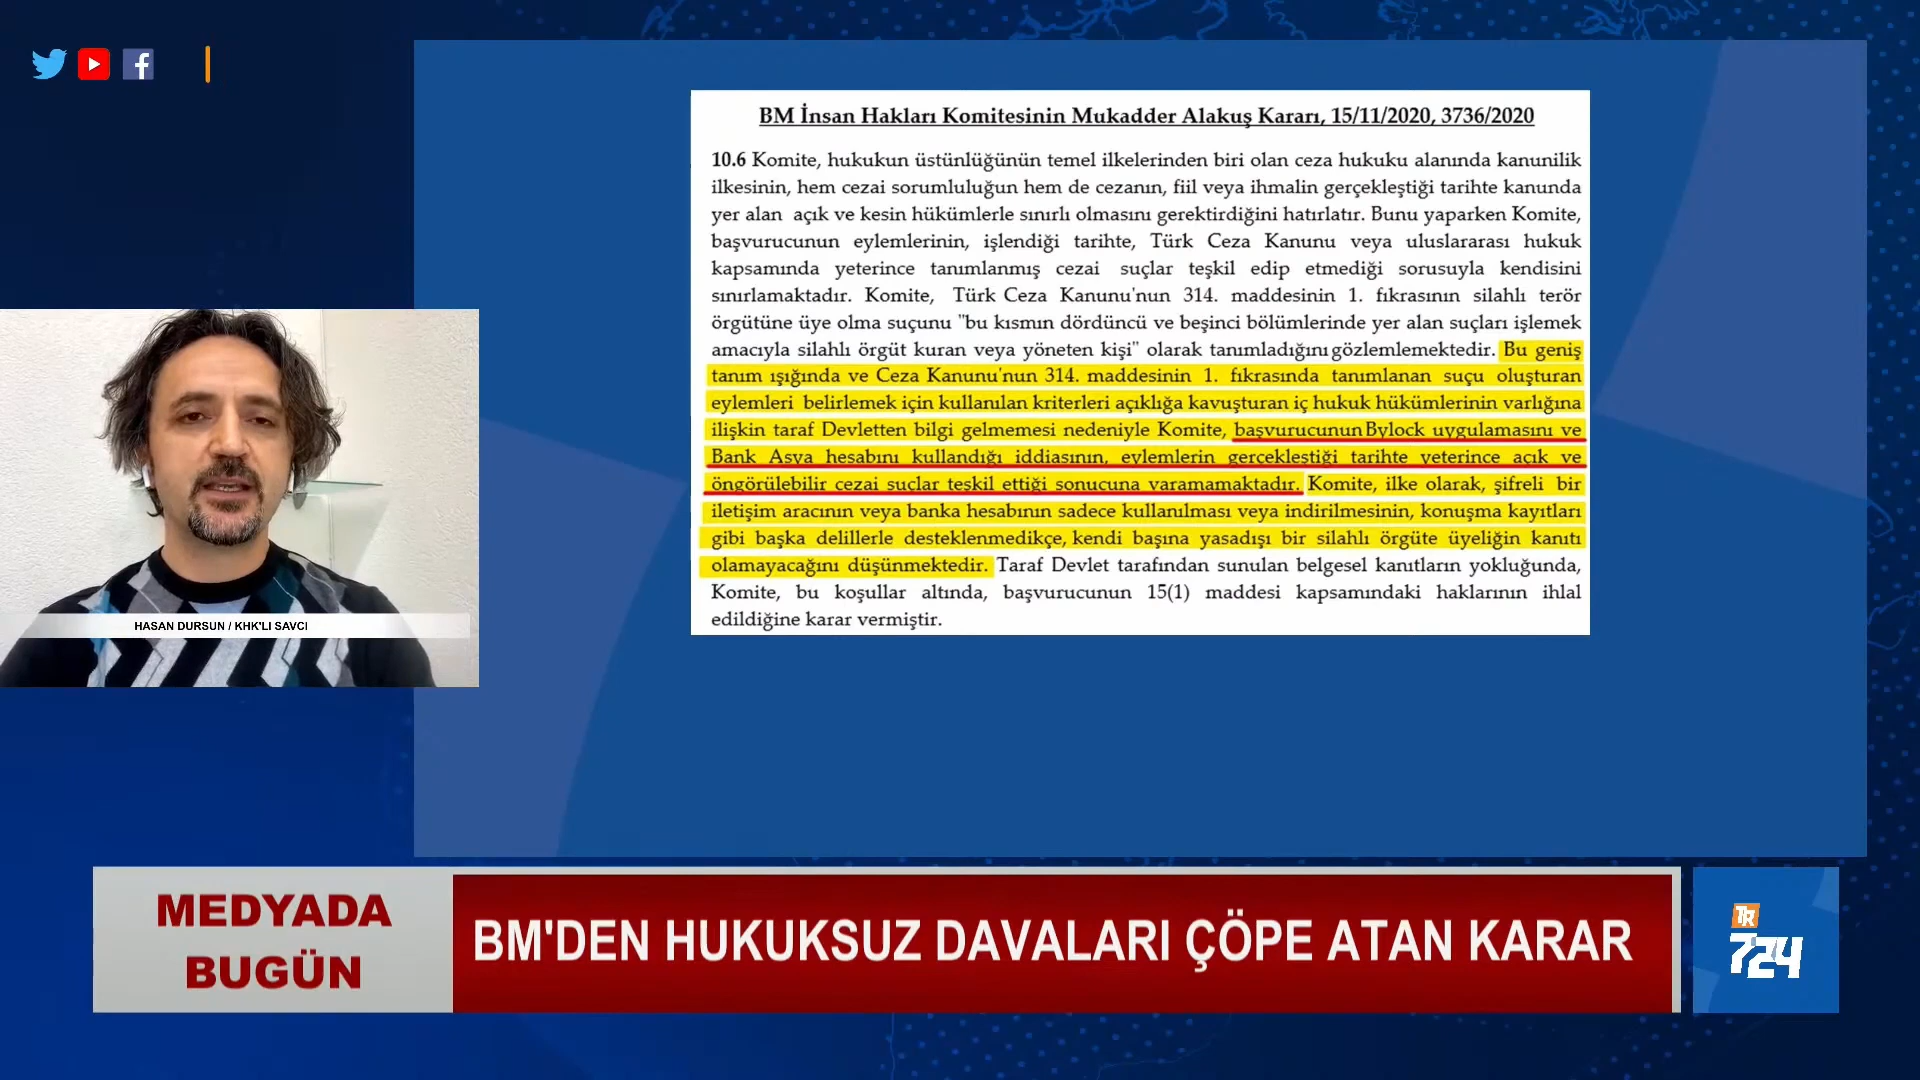 BM İnsan Hakları Komitesinin Mukadder Alakuş Kararı, 15/11/2020, 3736/2020
10.6 Komite, hukukun üstünlüğünün temel ilkelerinden biri olan ceza hukuku alanında kanunilik
ilkesinin, hem cezai sorumluluğun hem de cezanın, fiil veya ihmalin gerçekleştiği tarihte kanunda
yer alan açık ve kesin hükümlerle sınırlı olmasını gerektirdiğini hatırlatır. Bunu yaparken Komite,
başvurucunun eylemlerinin, işlendiği tarihte, Türk Ceza Kanunu veya uluslararası hukuk
kapsamında yeterince tanımlanmış cezai suçlar teşkil edip etmediği sorusuyla kendisini
sınırlamaktadır. Komite, Türk Ceza Kanunu'nun 314. maddesinin 1. fıkrasının silahlı terör
örgütüne üye olma suçunu "bu kısmın dördüncü ve beşinci bölümlerinde yer alan suçları işlemek
amacıyla silahlı örgüt kuran veya yöneten kişi" olarak tanımladığını gözlemlemektedir. Bu geniş
tanım ışığında ve Ceza Kanunu'nun 314. maddesinin 1. fıkrasında tanımlanan suçu oluşturan
eylemleri belirlemek için kullanılan kriterleri açıklığa kavuşturan iç hukuk hükümlerinin varlığına
ilişkin taraf Devletten bilgi gelmemesi nedeniyle Komite, başvurucunun Bylock uygulamasını ve
Bank Asya hesabını kullandığı iddiasının, eylemlerin gerçekleştiği tarihte yeterince açık ve
öngörülebilir cezai suçlar teşkil ettiği sonucuna varamamaktadır. Komite, ilke olarak, şifreli bir
iletişim aracının veya banka hesabının sadece kullanılması veya indirilmesinin, konuşma kayıtları
gibi başka delillerle desteklenmedikçe, kendi başına yasadışı bir silahlı örgüte üyeliğin kanıtı
olamayacağını düşünmektedir. Taraf Devlet tarafından sunulan belgesel kanıtların yokluğunda,
Komite, bu koşullar altında, başvurucunun 15(1) maddesi kapsamındaki haklarının ihlal
edildiğine karar vermiştir.
HASAN DURSUN / KHK'LI SAVCI
MEDYADA
BUGÜN
BM'DEN HUKUKSUZ DAVALARI ÇÖPE ATAN KARAR
TR
724